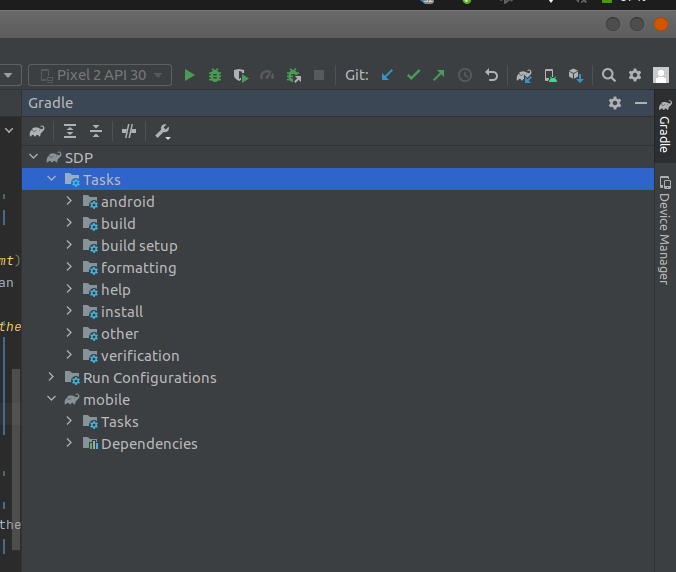 Pixel 2 API 30
Git:
Gradle
SDP
Tasks
android
build
build setup
formatting
help
install
other
verification
Run Configurations
mobile
Tasks
Dependencies
Gradle
Device Manager
mt)
an
the
the